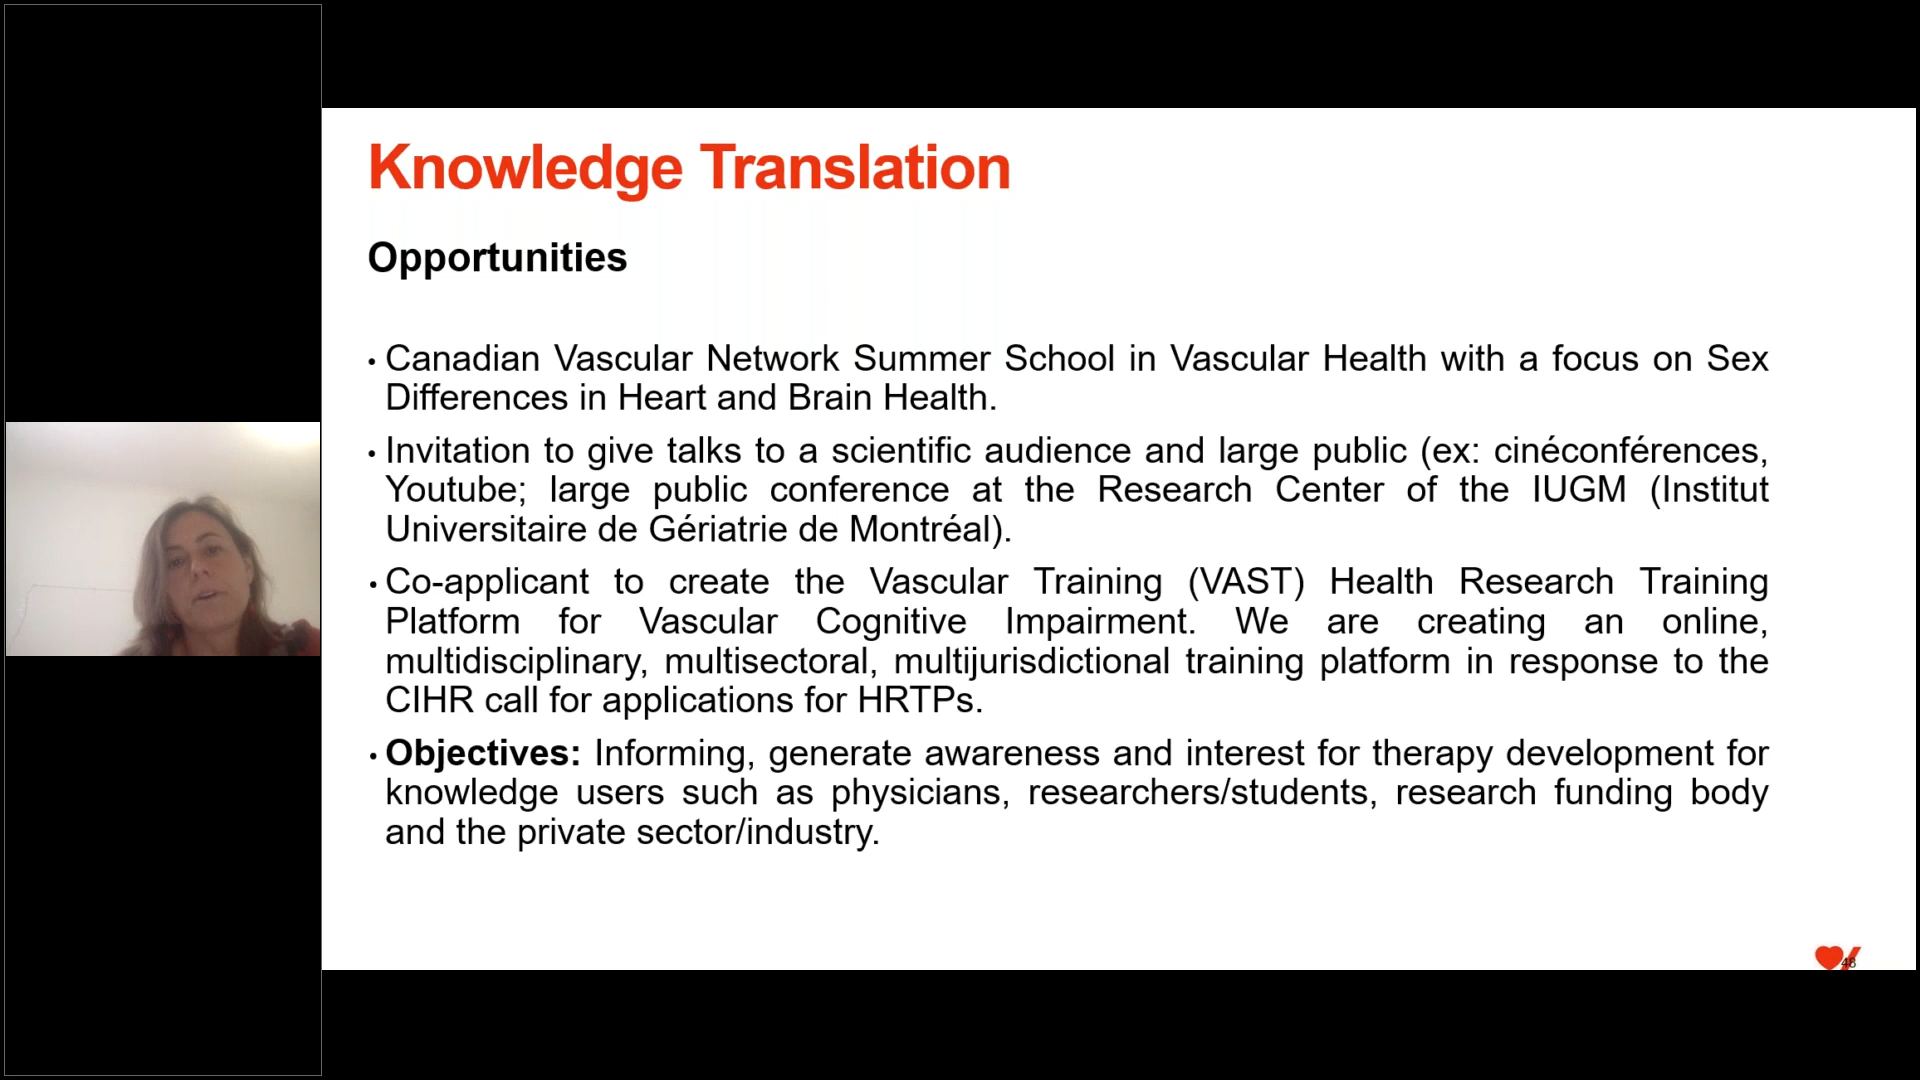 Knowledge Translation
Opportunities
• Canadian Vascular Network Summer School in Vascular Health with a focus on Sex
Differences in Heart and Brain Health.
• Invitation to give talks to a scientific audience and large public (ex: cinéconférences,
Youtube; large public conference at the Research Center of the IUGM (Institut
Universitaire de Gériatrie de Montréal).
• Co-applicant to create the Vascular Training (VAST) Health Research Training
Platform for Vascular Cognitive Impairment. We are creating an online,
multidisciplinary, multisectoral, multijurisdictional training platform in response to the
CIHR call for applications for HRTPs.
• Objectives: Informing, generate awareness and interest for therapy development for
knowledge users such as physicians, researchers/students, research funding body
and the private sector/industry.
48